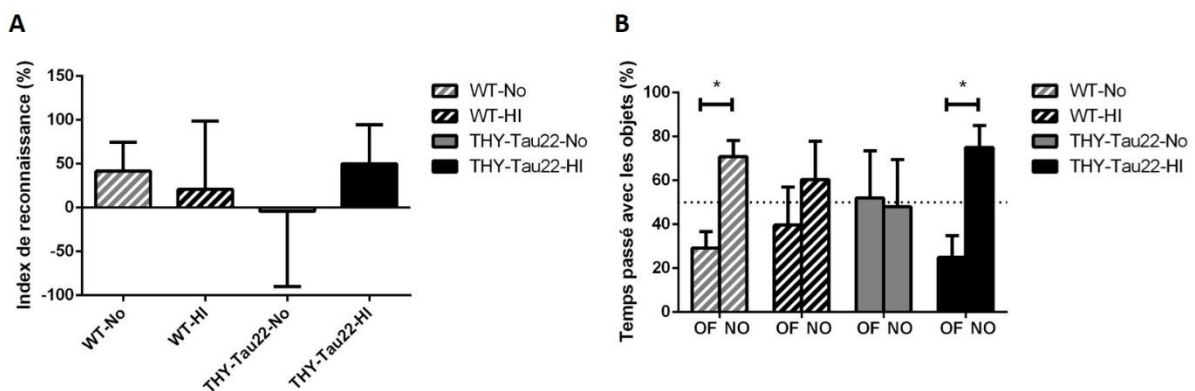 A
Index de reconnaissance (%)
150
100
50
0
-50
-100
WT-No
WT-HI
THY-Tau22-No
THY-Tau22-HI
WT-No
WT-HI
THY-Tau22-No
THY-Tau22-HI
B
Temps passé avec les objets (%)
100
80
60
40
20
0
*
*
OF NO
OF NO
OF NO
OF NO
WT-No
WT-HI
THY-Tau22-No
THY-Tau22-HI